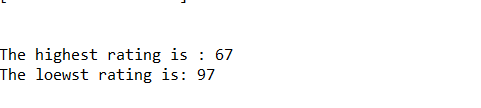 The highest rating is : 67
The loewst rating is: 97